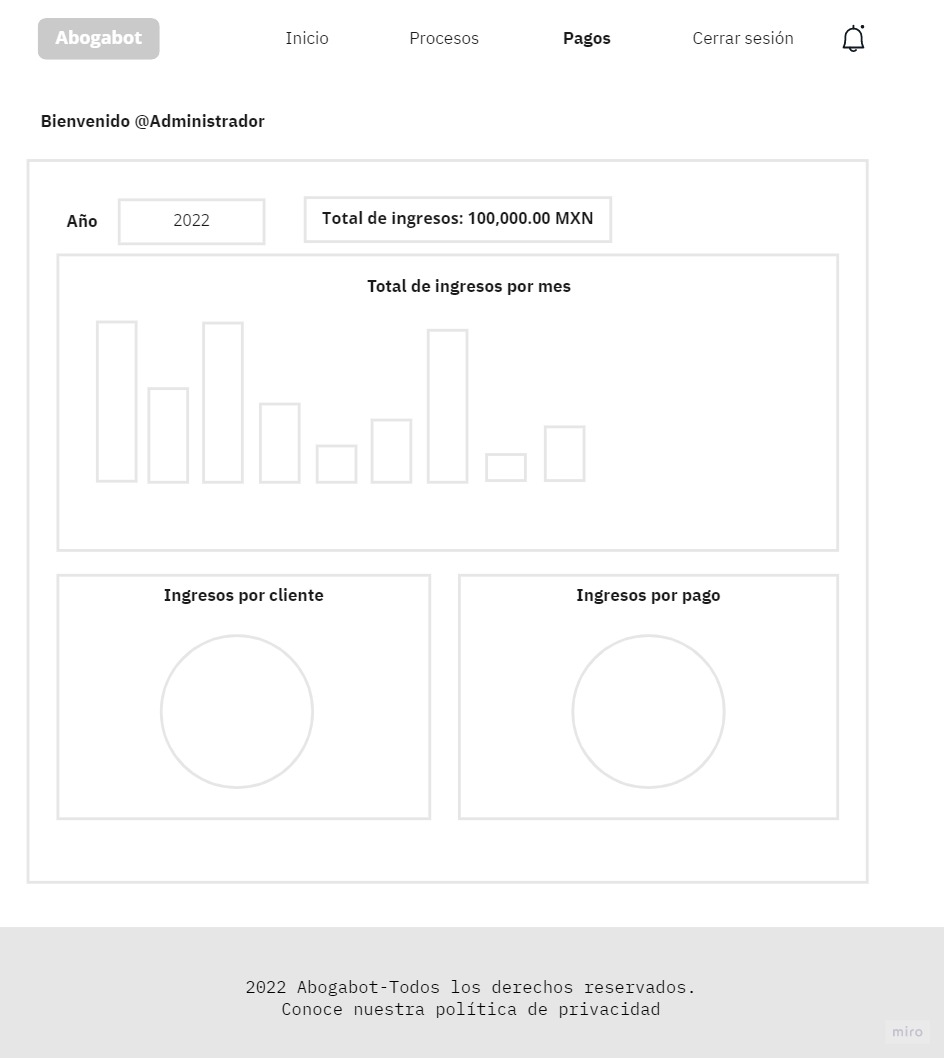 Abogabot
Inicio
Procesos
Pagos
Cerrar sesión
Bienvenido @Administrador
Año
2022
Total de ingresos: 100,000.00 MXN
Total de ingresos por mes
Ingresos por cliente
Ingresos por pago
2022 Abogabot-Todos los derechos reservados.
Conoce nuestra política de privacidad
miro